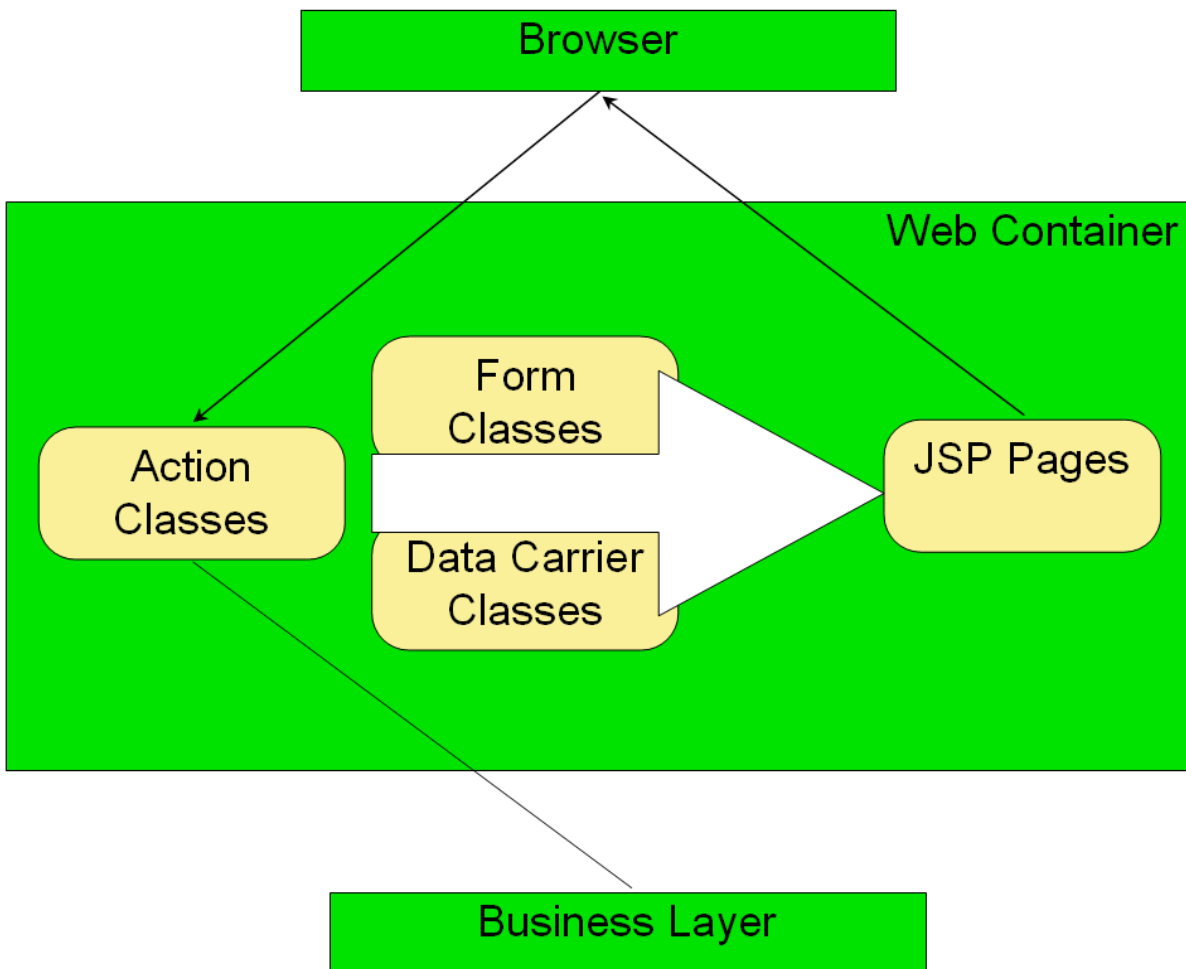 Browser
Web Container
Form
Classes
Action
Classes
JSP Pages
Data Carrier
Classes
Business Layer